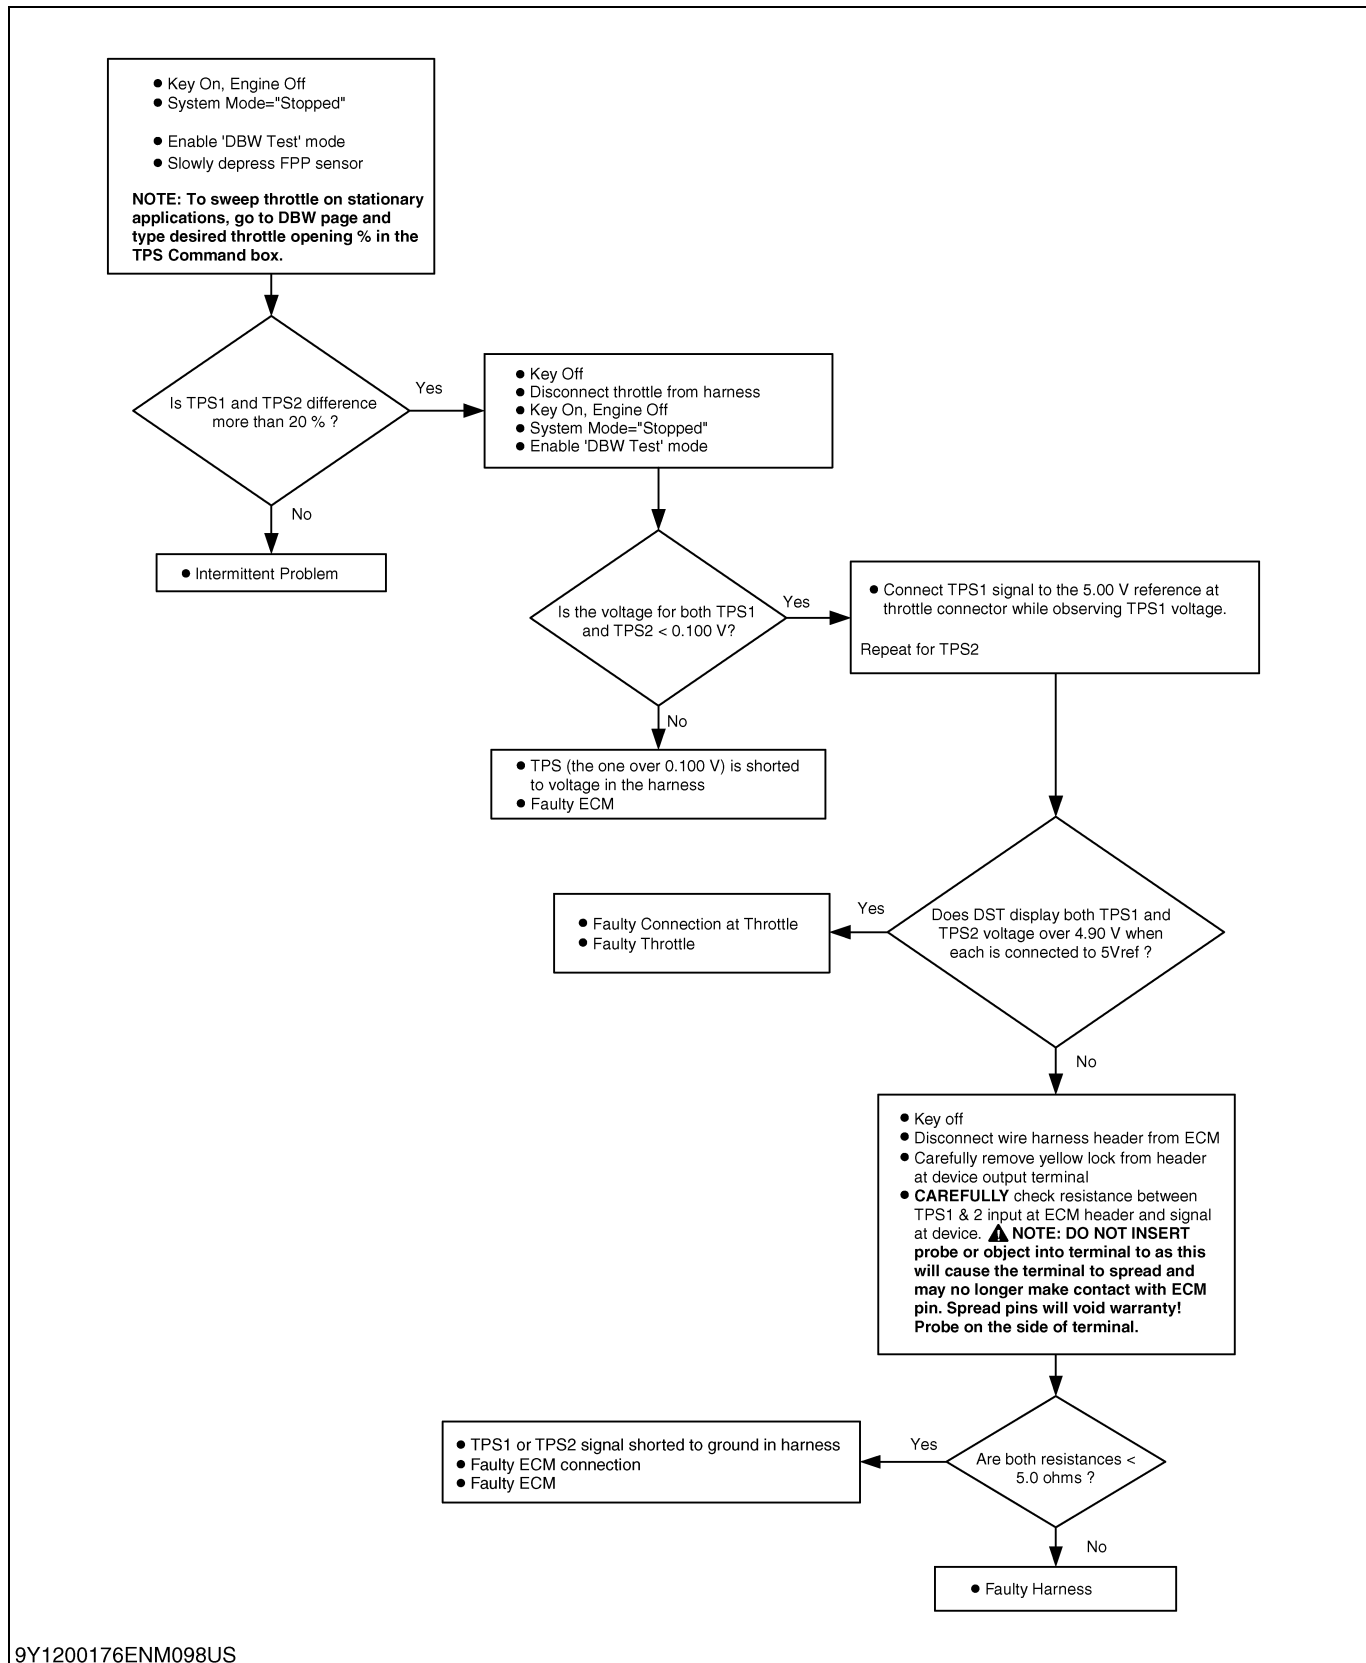 ● Key On, Engine Off
● System Mode="Stopped"
● Enable 'DBW Test' mode
● Slowly depress FPP sensor
NOTE: To sweep throttle on stationary
applications, go to DBW page and
type desired throttle opening % in the
TPS Command box.
Is TPS1 and TPS2 difference
more than 20 % ?
Yes
No
● Intermittent Problem
● Key Off
● Disconnect throttle from harness
● Key On, Engine Off
● System Mode="Stopped"
● Enable 'DBW Test' mode
Is the voltage for both TPS1
and TPS2 < 0.100 V?
Yes
No
● TPS (the one over 0.100 V) is shorted
to voltage in the harness
● Faulty ECM
● Connect TPS1 signal to the 5.00 V reference at
throttle connector while observing TPS1 voltage.
Repeat for TPS2
Does DST display both TPS1 and
TPS2 voltage over 4.90 V when
each is connected to 5Vref ?
Yes
● Faulty Connection at Throttle
● Faulty Throttle
No
● Key off
● Disconnect wire harness header from ECM
● Carefully remove yellow lock from header
at device output terminal
● CAREFULLY check resistance between
TPS1 & 2 input at ECM header and signal
at device. NOTE: DO NOT INSERT
probe or object into terminal to as this
will cause the terminal to spread and
may no longer make contact with ECM
pin. Spread pins will void warranty!
Probe on the side of terminal.
Are both resistances <
5.0 ohms ?
Yes
● TPS1 or TPS2 signal shorted to ground in harness
● Faulty ECM connection
● Faulty ECM
No
● Faulty Harness
9Y1200176ENM098US